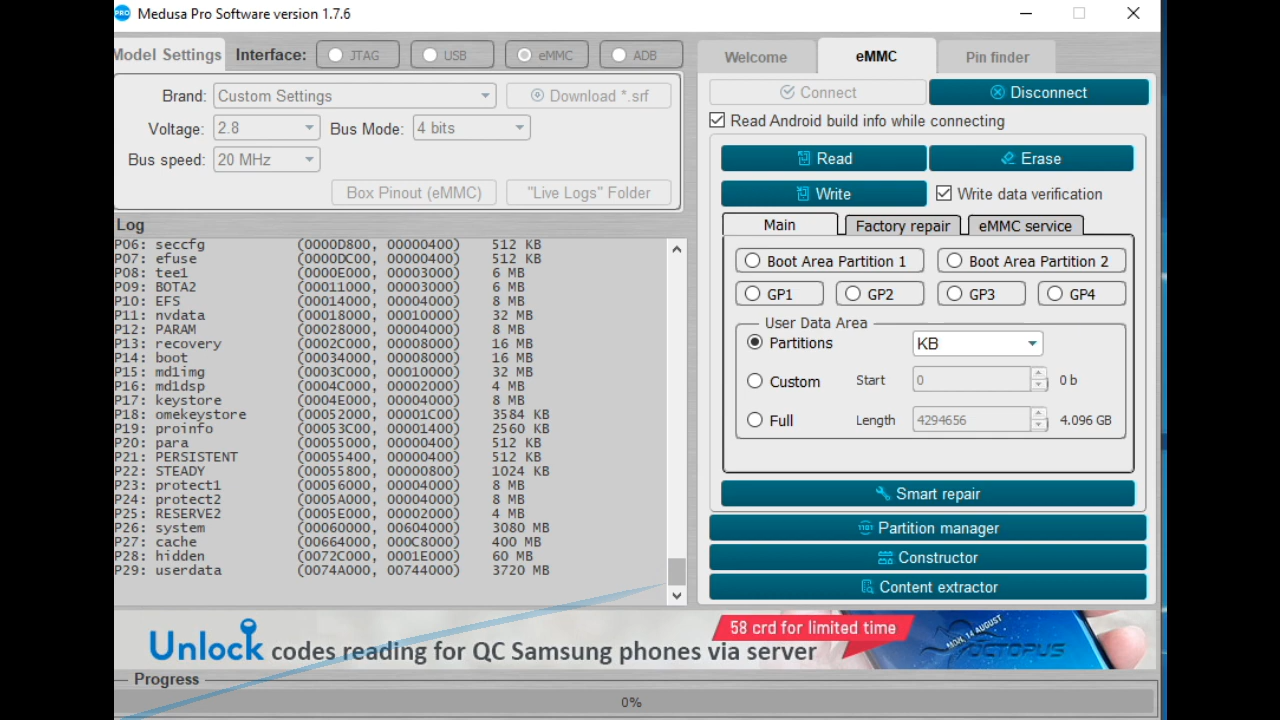 PRO Medusa Pro Software version 1.7.6
Model Settings Interface: JTAG USB eMMC ADB
Brand: Custom Settings Download *.srf
Voltage: 2.8 Bus Mode: 4 bits
Bus speed: 20 MHz
Box Pinout (eMMC) "Live Logs" Folder
Log
P06: seccfg (0000D800, 00000400) 512 KB
P07: efuse (0000DC00, 00000400) 512 KB
P08: tee1 (0000E000, 00003000) 6 MB
P09: BOTA2 (00011000, 00003000) 6 MB
P10: EFS (00014000, 00004000) 8 MB
P11: nvdata (00018000, 00010000) 32 MB
P12: PARAM (00028000, 00004000) 8 MB
P13: recovery (0002C000, 00008000) 16 MB
P14: boot (00034000, 00008000) 16 MB
P15: md1img (0003C000, 00010000) 32 MB
P16: md1dsp (0004C000, 00002000) 4 MB
P17: keystore (0004E000, 00004000) 8 MB
P18: omekeystore (00052000, 00001C00) 3584 KB
P19: proinfo (00053C00, 00001400) 2560 KB
P20: para (00055000, 00000400) 512 KB
P21: PERSISTENT (00055400, 00000400) 512 KB
P22: STEADY (00055800, 00000800) 1024 KB
P23: protect1 (00056000, 00004000) 8 MB
P24: protect2 (0005A000, 00004000) 8 MB
P25: RESERVE2 (0005E000, 00002000) 4 MB
P26: system (00060000, 00604000) 3080 MB
P27: cache (00664000, 000C8000) 400 MB
P28: hidden (0072C000, 0001E000) 60 MB
P29: userdata (0074A000, 00744000) 3720 MB
Welcome eMMC Pin finder
Connect Disconnect
Read Android build info while connecting
Read Erase
Write Write data verification
Main Factory repair eMMC service
Boot Area Partition 1 Boot Area Partition 2
GP1 GP2 GP3 GP4
User Data Area
Partitions KB
Custom Start 0 0 b
Full Length 4294656 4.096 GB
Smart repair
Partition manager
Constructor
Content extractor
58 crd for limited time
Unlock codes reading for QC Samsung phones via server
MON, 14 AUGUST
OCTOPUS
Progress
0%